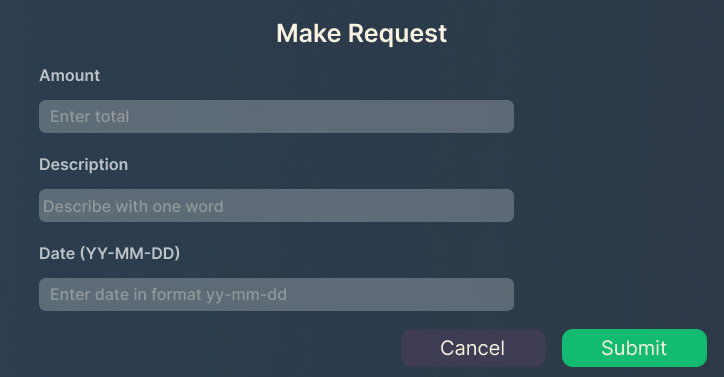 Make Request
Amount
Enter total
Description
Describe with one word
Date (YY-MM-DD)
Enter date in format yy-mm-dd
Cancel
Submit